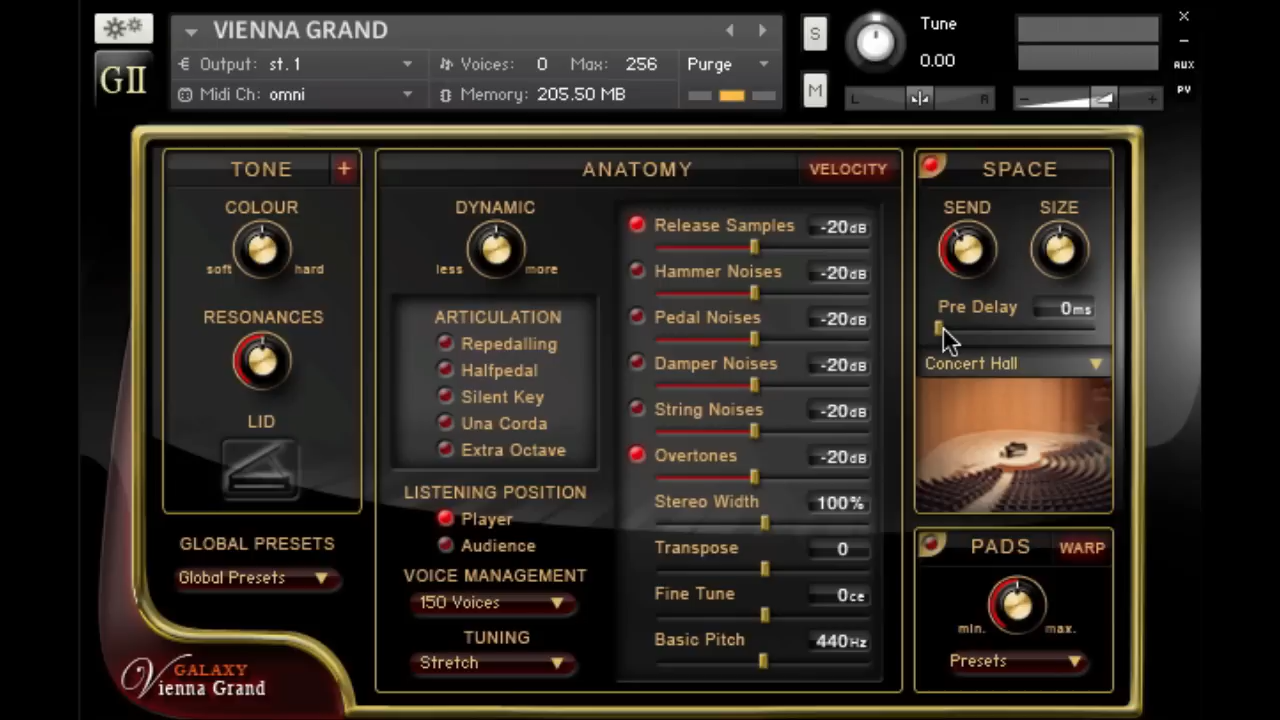 VIENNA GRAND
Output: st. 1
Voices: 0 Max: 256
Purge
Midi Ch: omni
Memory: 205.50 MB
GII
S
M
Tune
0.00
L R
- +
x
-
AUX
PV
TONE +
COLOUR
soft hard
RESONANCES
LID
GLOBAL PRESETS
Global Presets
GALAXY
Vienna Grand
ANATOMY
VELOCITY
DYNAMIC
less more
ARTICULATION
Repedalling
Halfpedal
Silent Key
Una Corda
Extra Octave
LISTENING POSITION
Player
Audience
VOICE MANAGEMENT
150 Voices
TUNING
Stretch
Release Samples -20dB
Hammer Noises -20dB
Pedal Noises -20dB
Damper Noises -20dB
String Noises -20dB
Overtones -20dB
Stereo Width 100%
Transpose 0
Fine Tune 0ce
Basic Pitch 440Hz
SPACE
SEND SIZE
Pre Delay 0ms
Concert Hall
PADS WARP
min. max.
Presets